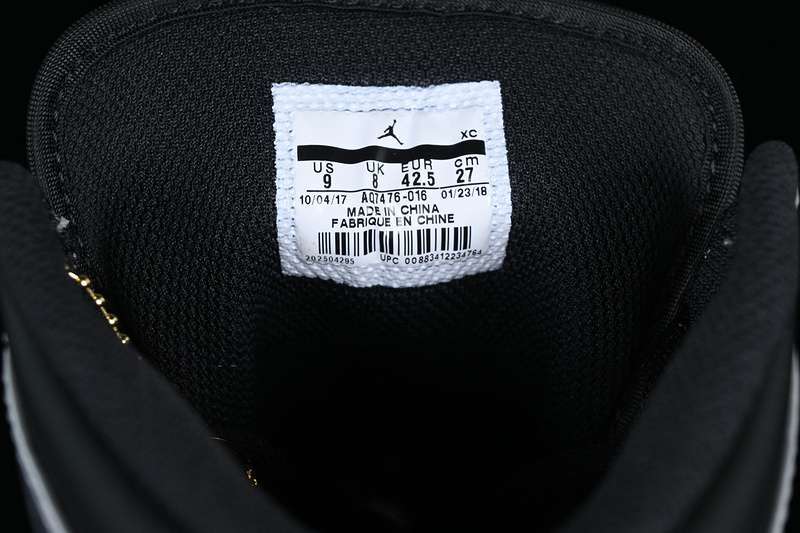 XC
US UK EUR cm
9 8 42.5 27
10/04/17 AQ7476-016 01/23/18
MADE IN CHINA
FABRIQUE EN CHINE
202504295 UPC 00883412234764